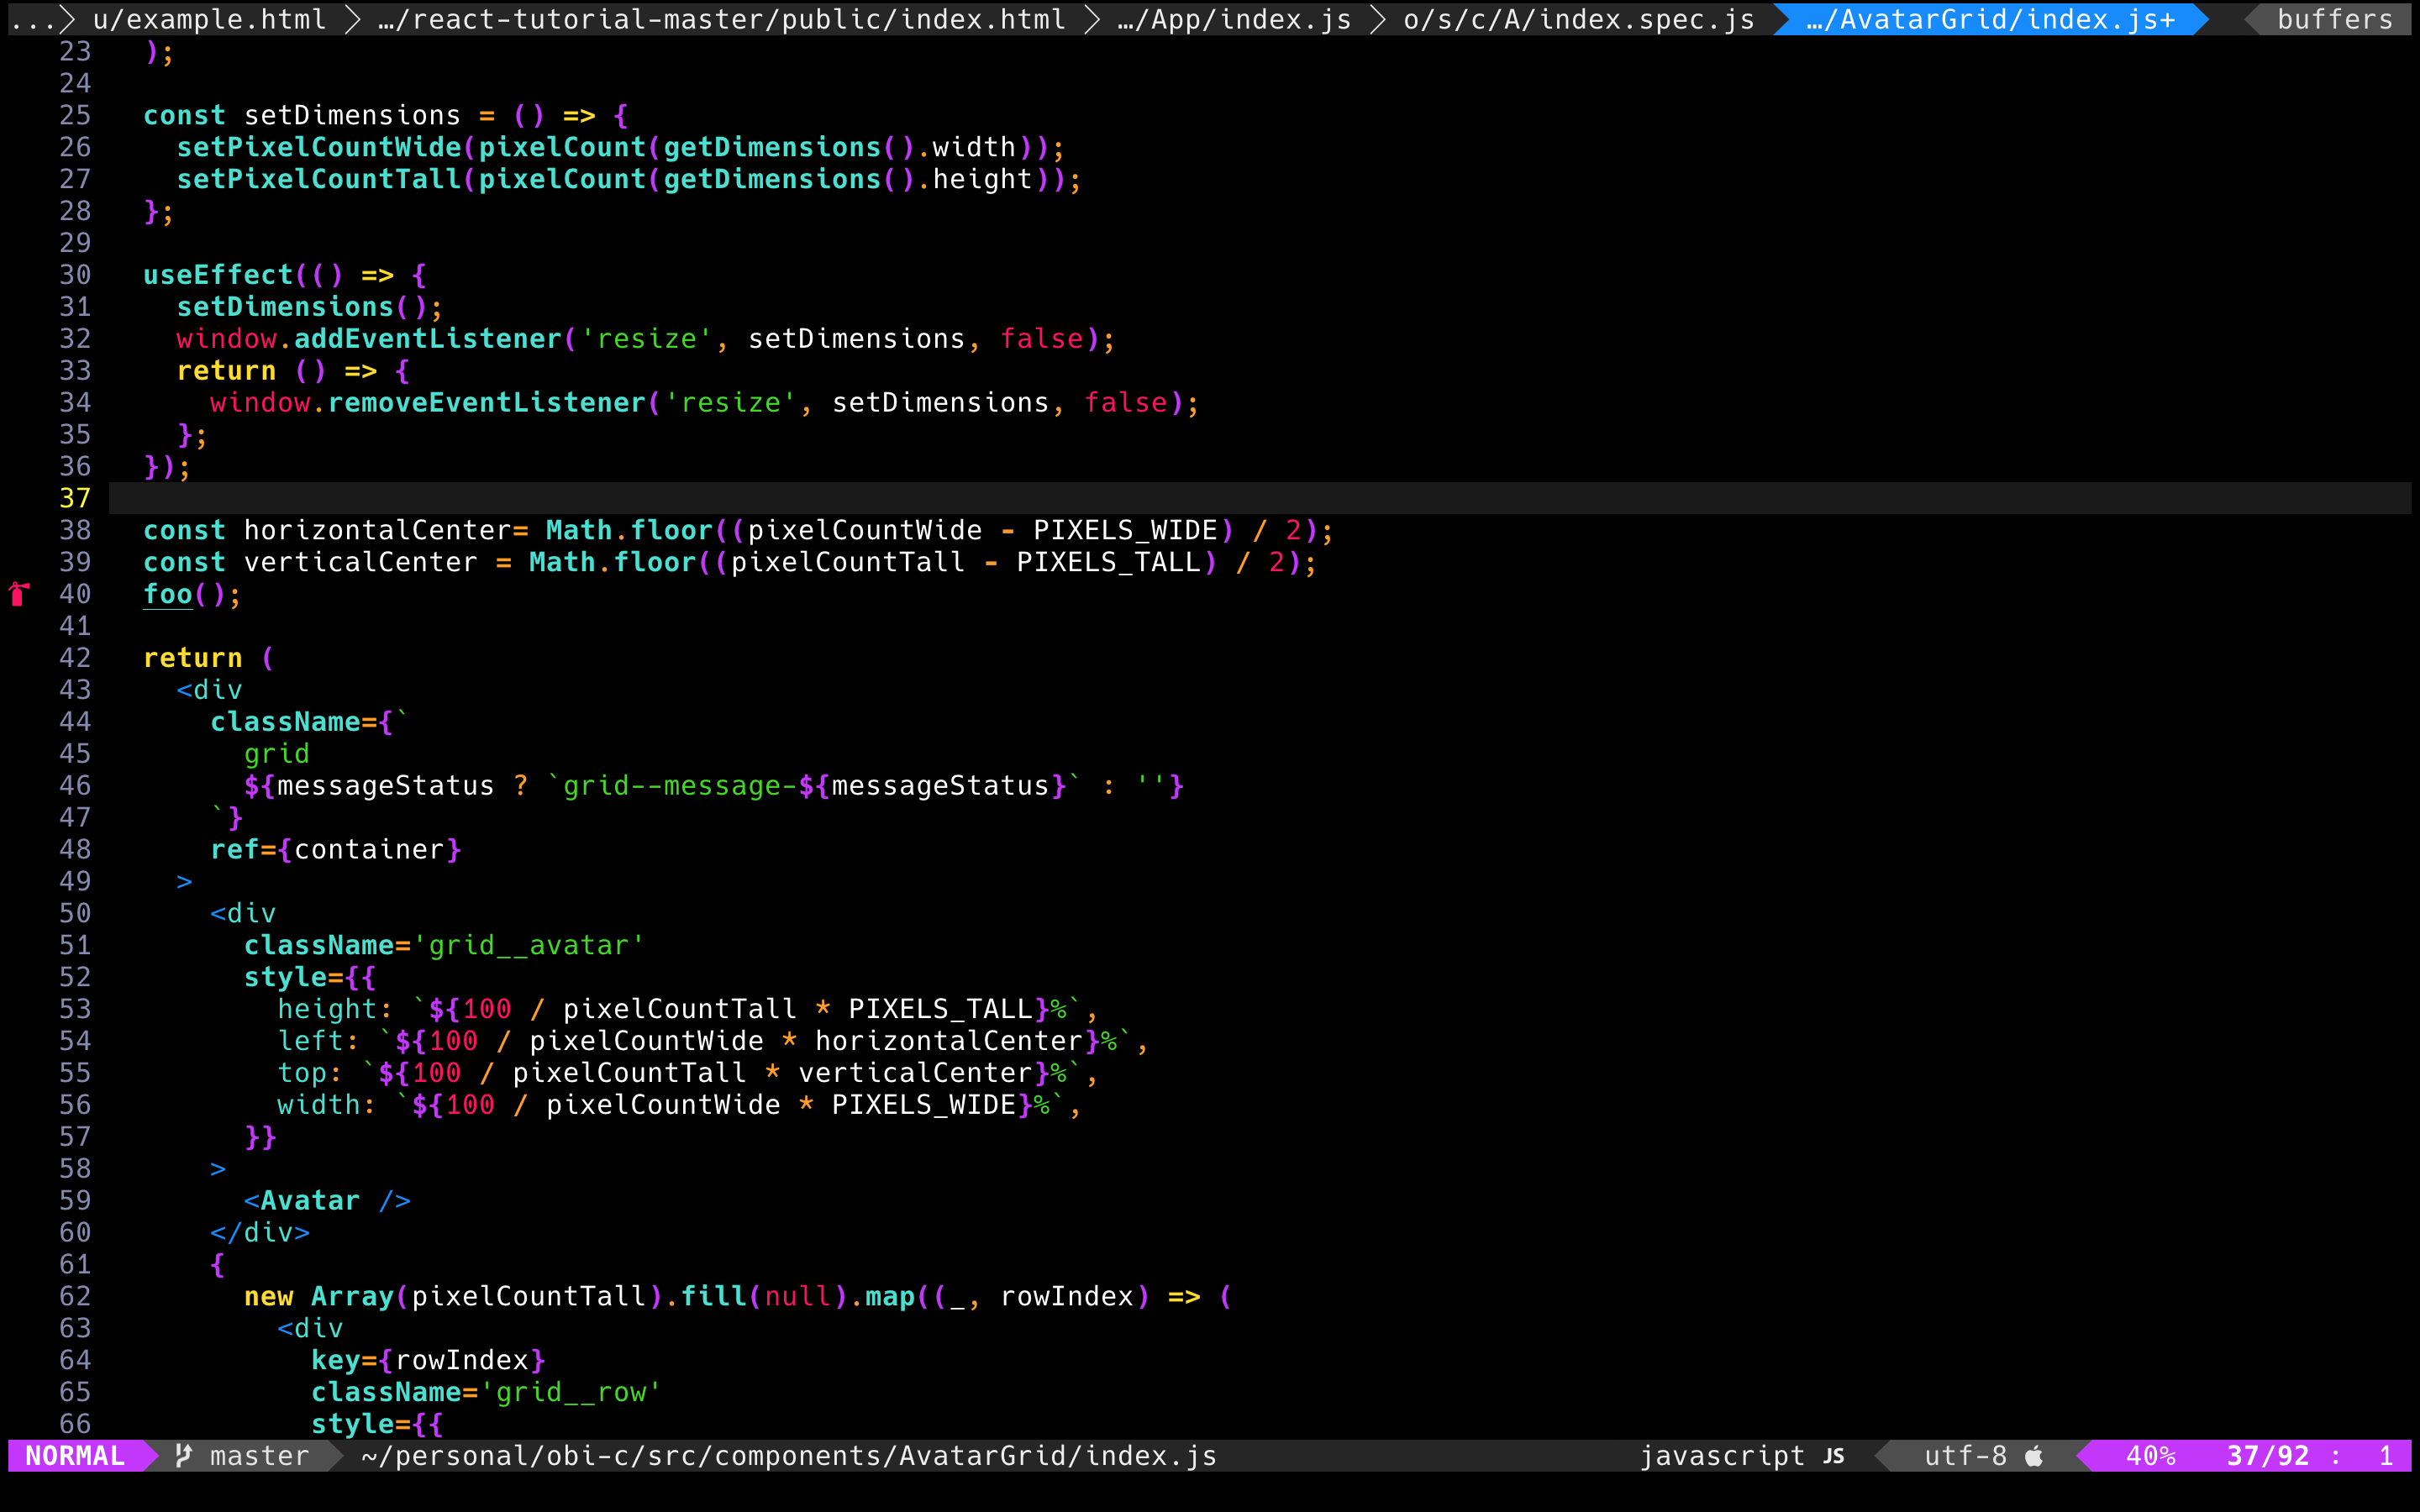 ... u/example.html …/react-tutorial-master/public/index.html …/App/index.js o/s/c/A/index.spec.js …/AvatarGrid/index.js+ buffers
23   );
24
25   const setDimensions = () => {
26     setPixelCountWide(pixelCount(getDimensions().width));
27     setPixelCountTall(pixelCount(getDimensions().height));
28   };
29
30   useEffect(() => {
31     setDimensions();
32     window.addEventListener('resize', setDimensions, false);
33     return () => {
34       window.removeEventListener('resize', setDimensions, false);
35     };
36   });
37
38   const horizontalCenter= Math.floor((pixelCountWide - PIXELS_WIDE) / 2);
39   const verticalCenter = Math.floor((pixelCountTall - PIXELS_TALL) / 2);
40   foo();
41
42   return (
43     <div
44       className={`
45         grid
46         ${messageStatus ? `grid--message-${messageStatus}` : ''}
47       `}
48       ref={container}
49     >
50       <div
51         className='grid__avatar'
52         style={{
53           height: `${100 / pixelCountTall * PIXELS_TALL}%`,
54           left: `${100 / pixelCountWide * horizontalCenter}%`,
55           top: `${100 / pixelCountTall * verticalCenter}%`,
56           width: `${100 / pixelCountWide * PIXELS_WIDE}%`,
57         }}
58       >
59         <Avatar />
60       </div>
61       {
62         new Array(pixelCountTall).fill(null).map((_, rowIndex) => (
63           <div
64             key={rowIndex}
65             className='grid__row'
66             style={{
NORMAL master ~/personal/obi-c/src/components/AvatarGrid/index.js javascript JS utf-8 40% 37/92 : 1